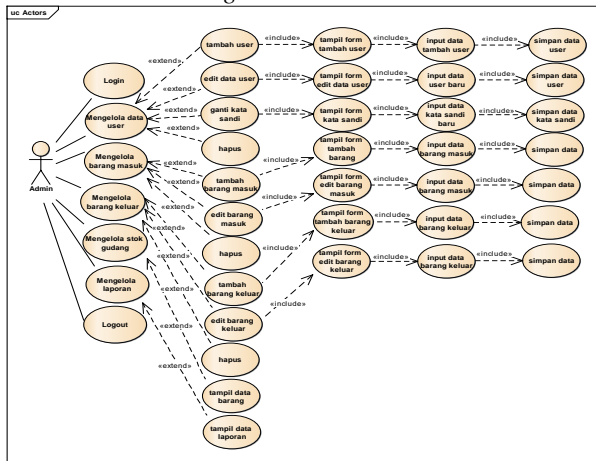 uc Actors
tambah user
«include»
tampil form
tambah user
«include»
input data
tambah user
«include»
simpan data
user
«extend»
Login
edit data user
«include»
tampil form
edit data user
«include»
input data
user baru
«include»
simpan data
user
«extend»
Mengelola data
user
«extend»
ganti kata
sandi
«include»
tampil form
kata sandi
«include»
input data
kata sandi
baru
«include»
simpan data
kata sandi
«extend»
hapus
tampil form
tambah
barang
«include»
input data
barang masuk
«include»
simpan data
Admin
Mengelola
barang masuk
«extend»
tambah
barang masuk
«include»
tampil form
edit barang
masuk
«include»
input data
barang masuk
«include»
simpan data
Mengelola
barang keluar
«extend»
edit barang
masuk
«include»
tampil form
tambah barang
keluar
«include»
input data
barang keluar
«include»
simpan data
«extend»
Mengelola stok
gudang
«extend»
hapus
«include»
tampil form
edit barang
keluar
«include»
input data
barang keluar
«include»
simpan data
Mengelola
laporan
«extend»
tambah
barang keluar
«include»
Logout
«extend»
edit barang
keluar
«extend»
hapus
tampil data
barang
tampil data
laporan